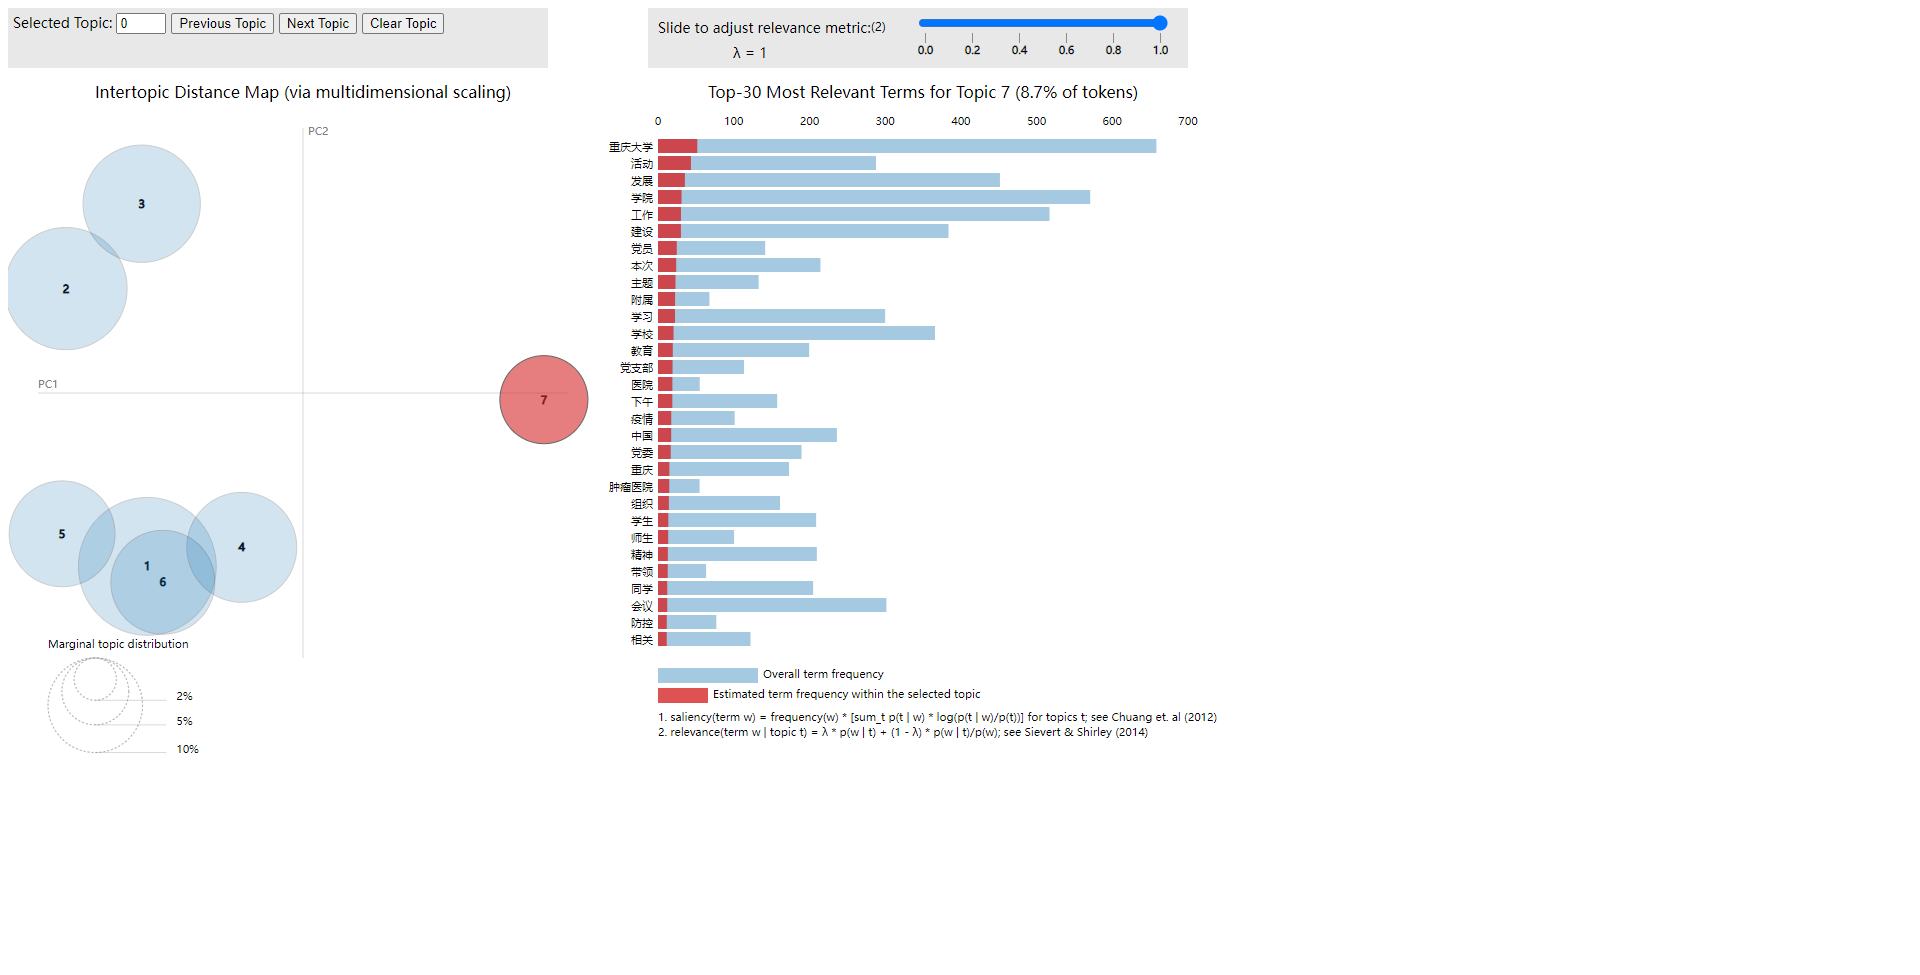 Selected Topic: 0 Previous Topic Next Topic Clear Topic
Slide to adjust relevance metric:(2)
λ = 1
0.0 0.2 0.4 0.6 0.8 1.0
Intertopic Distance Map (via multidimensional scaling)
PC2
PC1
3
2
7
5
1
6
4
Marginal topic distribution
2%
5%
10%
Top-30 Most Relevant Terms for Topic 7 (8.7% of tokens)
0 100 200 300 400 500 600 700
重庆大学
活动
发展
学院
工作
建设
党员
本次
主题
附属
学习
学校
教育
党支部
医院
下午
疫情
中国
党委
重庆
肿瘤医院
组织
学生
师生
精神
带领
同学
会议
防控
相关
Overall term frequency
Estimated term frequency within the selected topic
1. saliency(term w) = frequency(w) * [sum_t p(t | w) * log(p(t | w)/p(t))] for topics t; see Chuang et. al (2012)
2. relevance(term w | topic t) = λ * p(w | t) + (1 - λ) * p(w | t)/p(w); see Sievert & Shirley (2014)